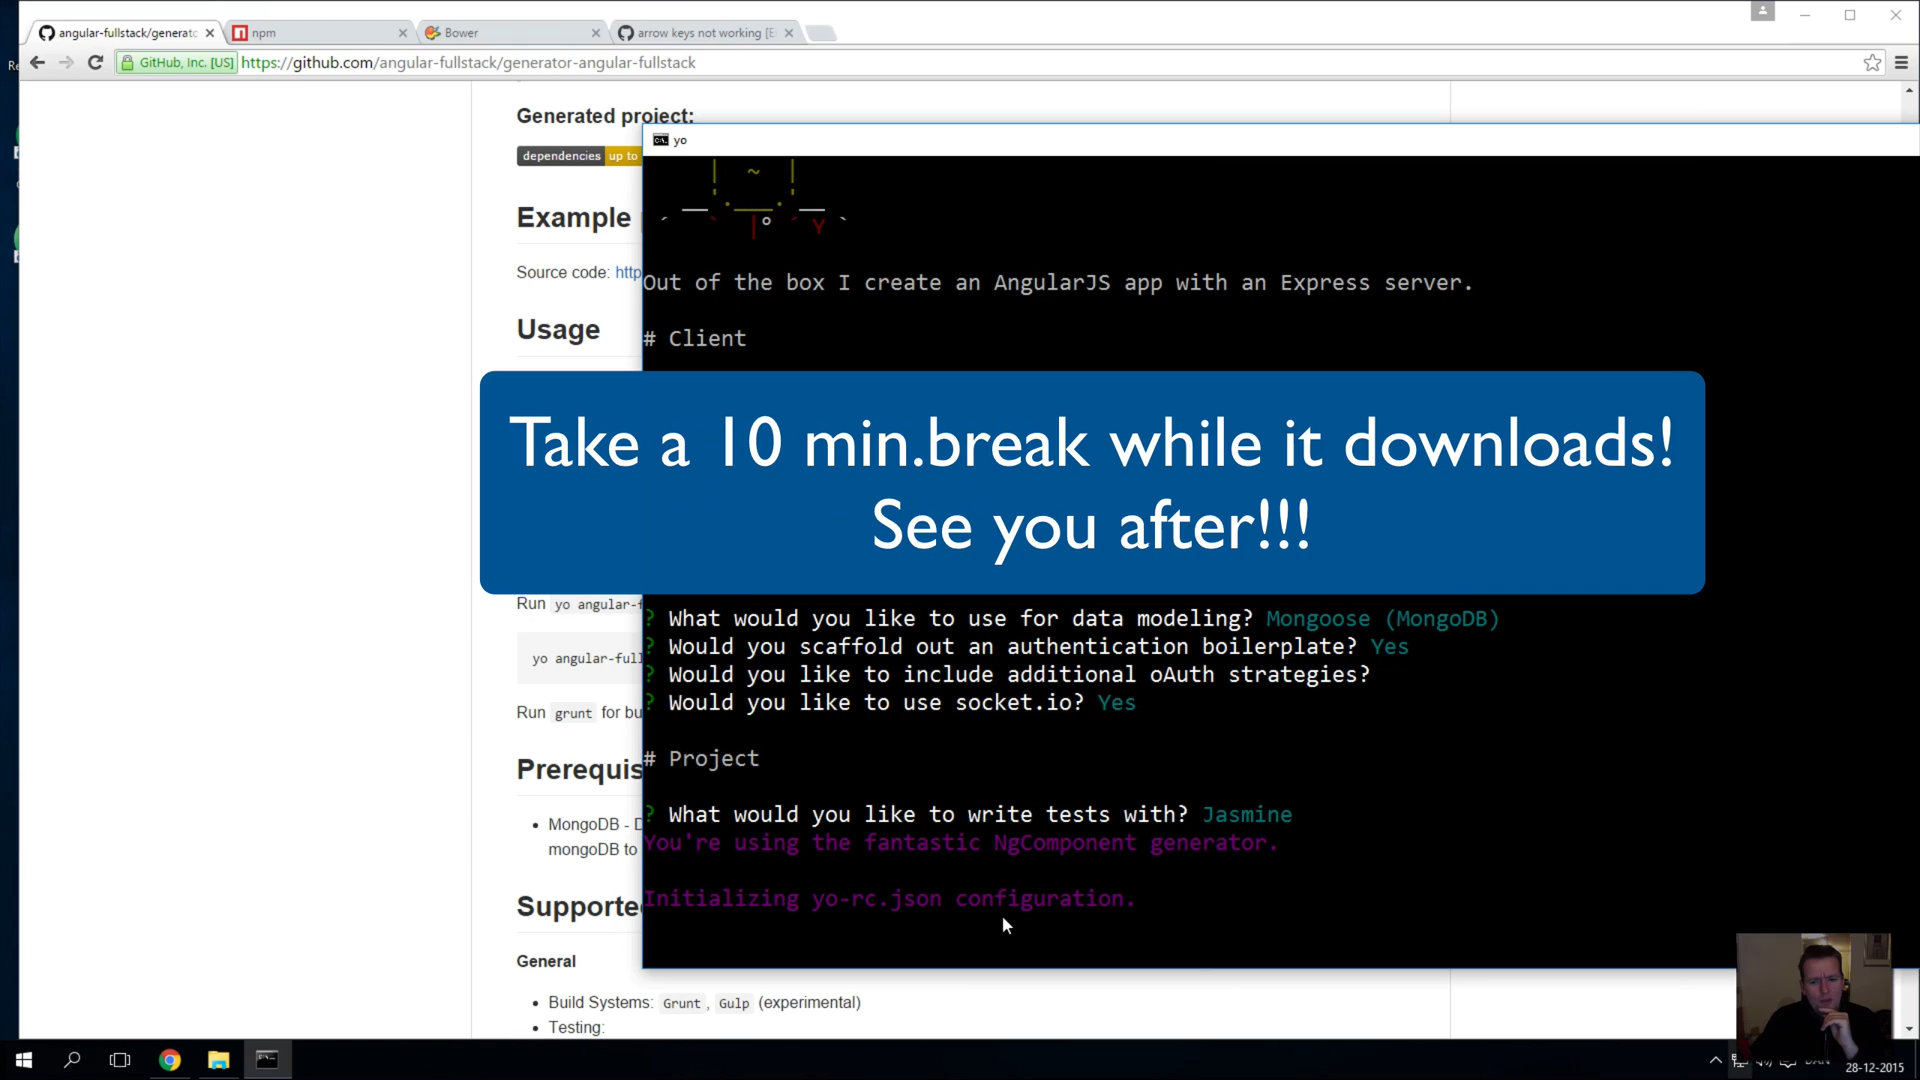 angular-fullstack/generato
npm
Bower
arrow keys not working [E
GitHub, Inc. [US]
https://github.com/angular-fullstack/generator-angular-fullstack
Generated project:
dependencies up to
yo
Example
Source code: http
Out of the box I create an AngularJS app with an Express server.
Usage
# Client
Take a 10 min.break while it downloads!
See you after!!!
Run yo angular-f
? What would you like to use for data modeling? Mongoose (MongoDB)
? Would you scaffold out an authentication boilerplate? Yes
yo angular-full
? Would you like to include additional oAuth strategies?
? Would you like to use socket.io? Yes
Run grunt for bu
# Project
Prerequis
? What would you like to write tests with? Jasmine
MongoDB - D
mongoDB to
You're using the fantastic NgComponent generator.
Initializing yo-rc.json configuration.
Supporte
General
Build Systems: Grunt, Gulp (experimental)
Testing:
28-12-2015